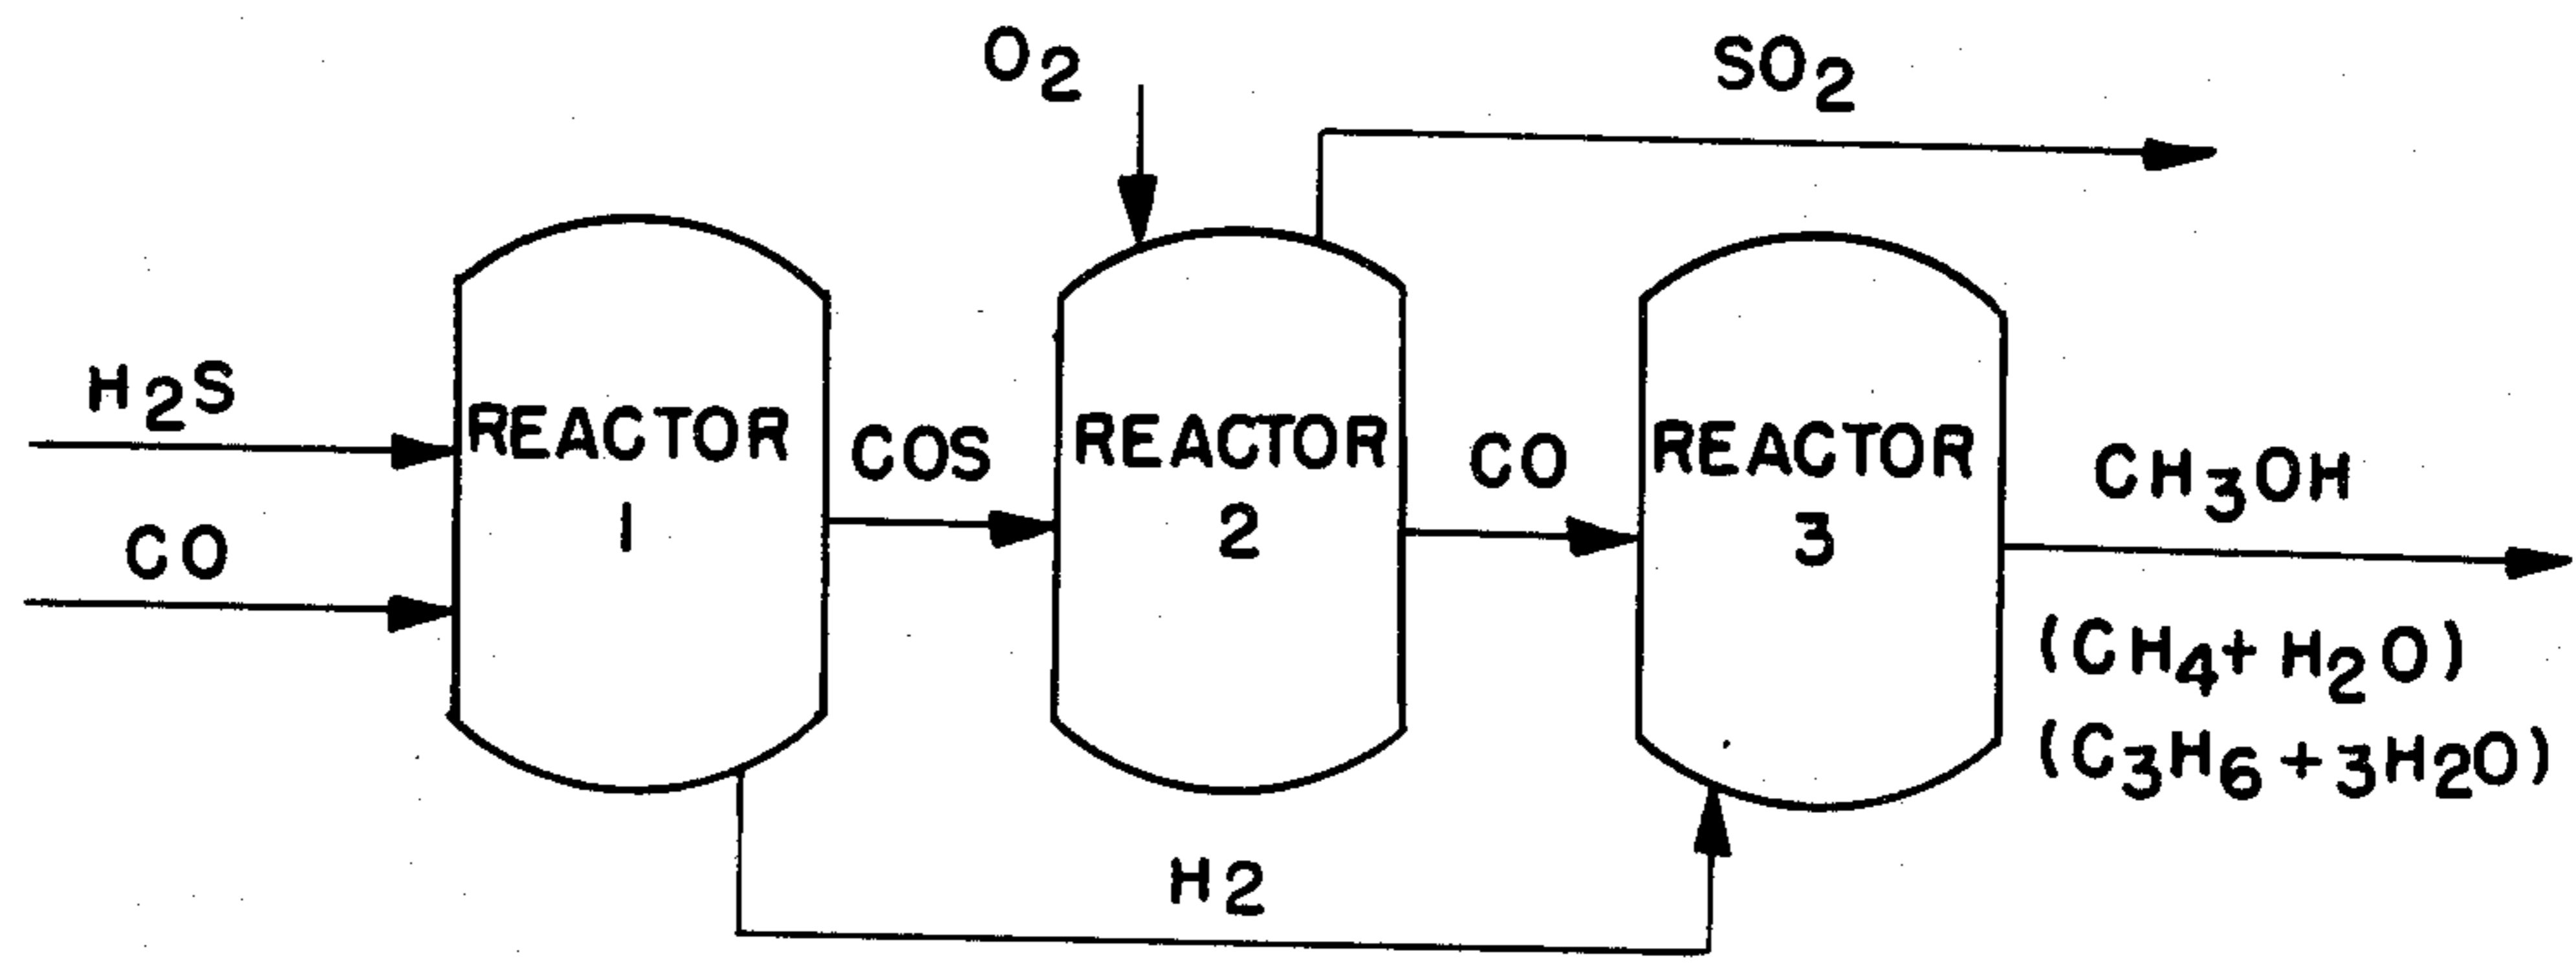 O2
SO2
H2S
CO
REACTOR
1
COS
REACTOR
2
CO
REACTOR
3
CH3OH
(CH4+ H2O)
(C3H6+3H2O)
H2